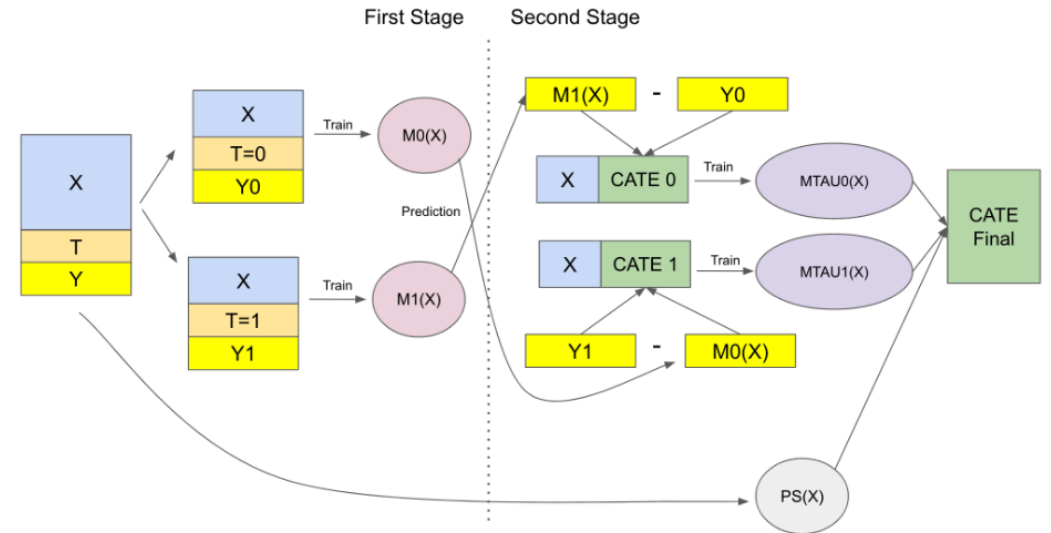 First Stage
Second Stage
X
T
Y
X
T=0
Y0
Train
M0(X)
Prediction
X
T=1
Y1
Train
M1(X)
M1(X) - Y0
X CATE 0
Train
MTAU0(X)
X CATE 1
Train
MTAU1(X)
Y1 - M0(X)
CATE
Final
PS(X)